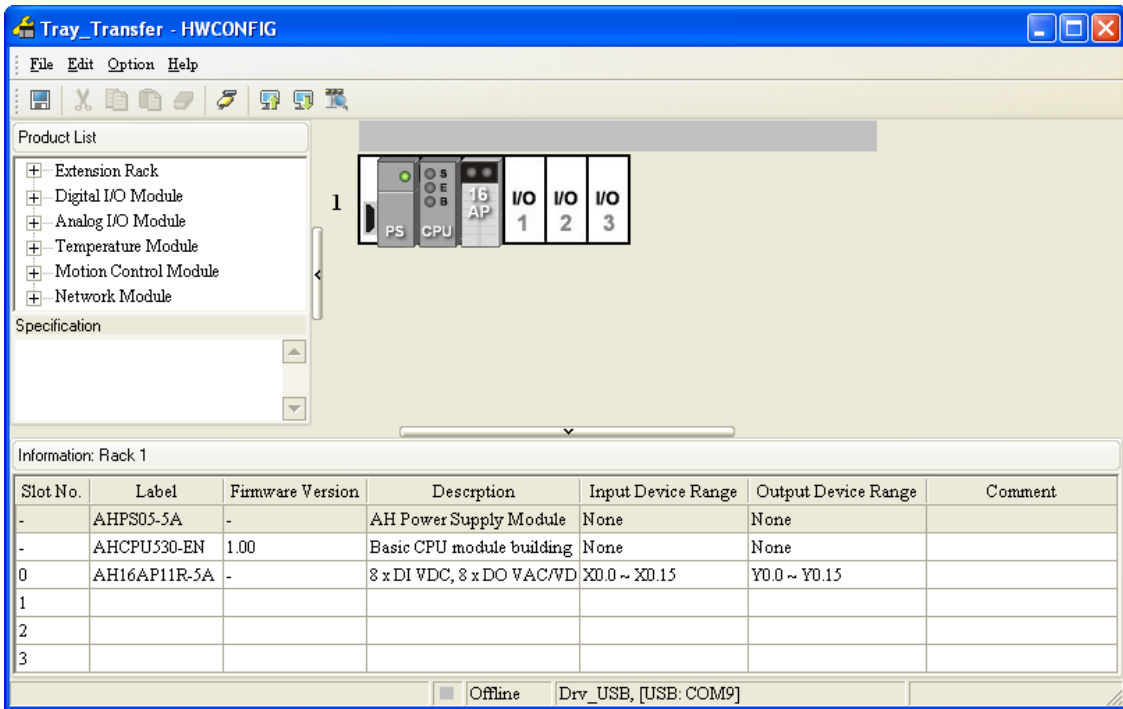 Tray_Transfer - HWCONFIG
File Edit Option Help
Product List
Extension Rack
Digital I/O Module
Analog I/O Module
Temperature Module
Motion Control Module
Network Module
Specification
1
PS
CPU
S
E
B
16
AP
I/O
1
I/O
2
I/O
3
Information: Rack 1
Slot No. Label Firmware Version Descrption Input Device Range Output Device Range Comment
- AHPS05-5A - AH Power Supply Module None None
- AHCPU530-EN 1.00 Basic CPU module building None None
0 AH16AP11R-5A - 8 x DI VDC, 8 x DO VAC/VD X0.0 ~ X0.15 Y0.0 ~ Y0.15
1
2
3
Offline Drv_USB, [USB: COM9]